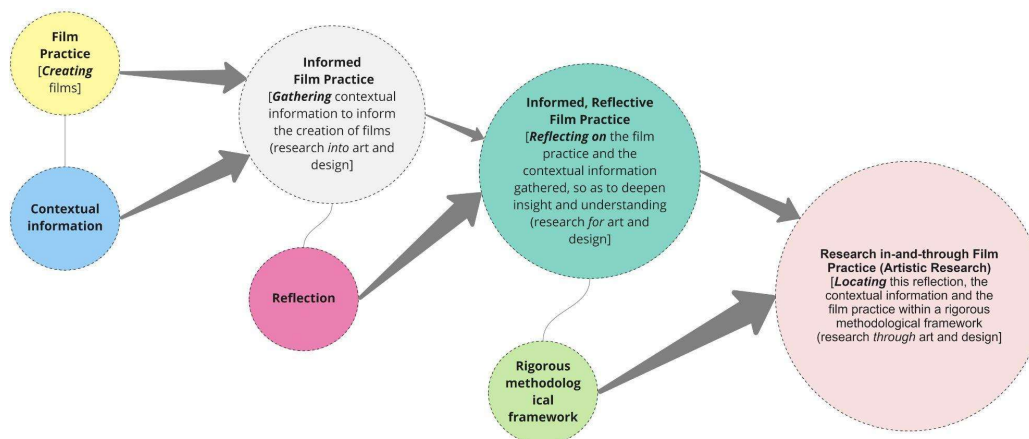 Film
Practice
[Creating
films]
Contextual
information
Informed
Film Practice
[Gathering contextual
information to inform
the creation of films
(research into art and
design]
Reflection
Informed, Reflective
Film Practice
[Reflecting on the film
practice and the
contextual information
gathered, so as to deepen
insight and understanding
(research for art and
design]
Rigorous
methodolog
ical
framework
Research in-and-through Film
Practice (Artistic Research)
[Locating this reflection, the
contextual information and the
film practice within a rigorous
methodological framework
(research through art and design]